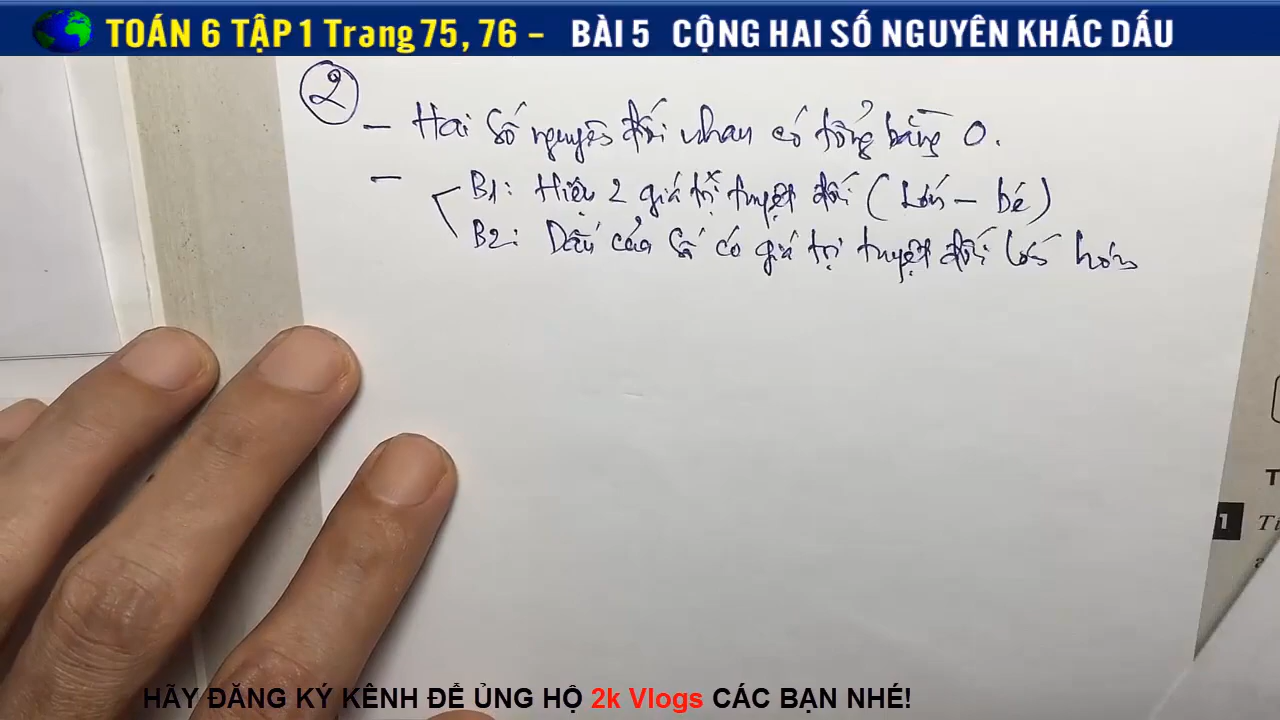 TOÁN 6 TẬP 1 Trang 75, 76 - BÀI 5 CỘNG HAI SỐ NGUYÊN KHÁC DẤU
2
- Hai số nguyên đối nhau có tổng bằng 0.
- B1: Hiệu 2 giá trị tuyệt đối (Lớn - bé)
B2: Dấu của số có giá trị tuyệt đối lớn hơn
T
1
HÃY ĐĂNG KÝ KÊNH ĐỂ ỦNG HỘ 2k Vlogs CÁC BẠN NHÉ!